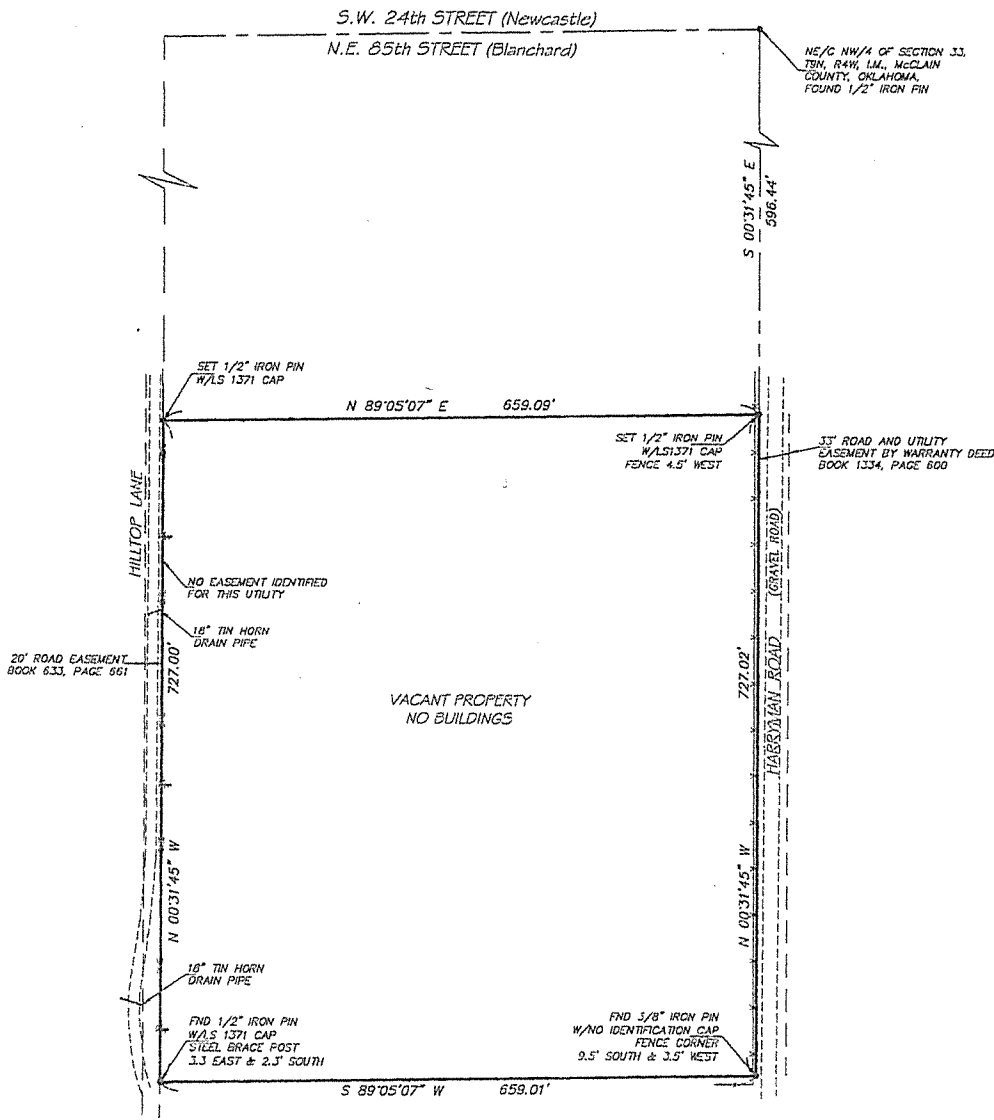 S.W. 24th STREET (Newcastle)
N.E. 85th STREET (Blanchard)
NE/C NW/4 OF SECTION 33,
T9N, R4W, I.M., McCLAIN
COUNTY, OKLAHOMA,
FOUND 1/2" IRON PIN
S 00°31'45" E
596.44'
SET 1/2" IRON PIN
W/LS 1371 CAP
N 89°05'07" E 659.09'
SET 1/2" IRON PIN
W/LS1371 CAP
FENCE 4.5' WEST
33' ROAD AND UTILITY
EASEMENT BY WARRANTY DEED
BOOK 1334, PAGE 600
HILLTOP LANE
(GRAVEL ROAD)
HARRYMAN ROAD
NO EASEMENT IDENTIFIED
FOR THIS UTILITY
18" TIN HORN
DRAIN PIPE
20' ROAD EASEMENT
BOOK 633, PAGE 661
727.00'
727.02'
VACANT PROPERTY
NO BUILDINGS
N 00°31'45" W
N 00°31'45" W
18" TIN HORN
DRAIN PIPE
FND 1/2" IRON PIN
W/LS 1371 CAP
STEEL BRACE POST
3.3 EAST & 2.3' SOUTH
FND 3/8" IRON PIN
W/NO IDENTIFICATION CAP
FENCE CORNER
9.5' SOUTH & 3.5' WEST
S 89°05'07" W 659.01'